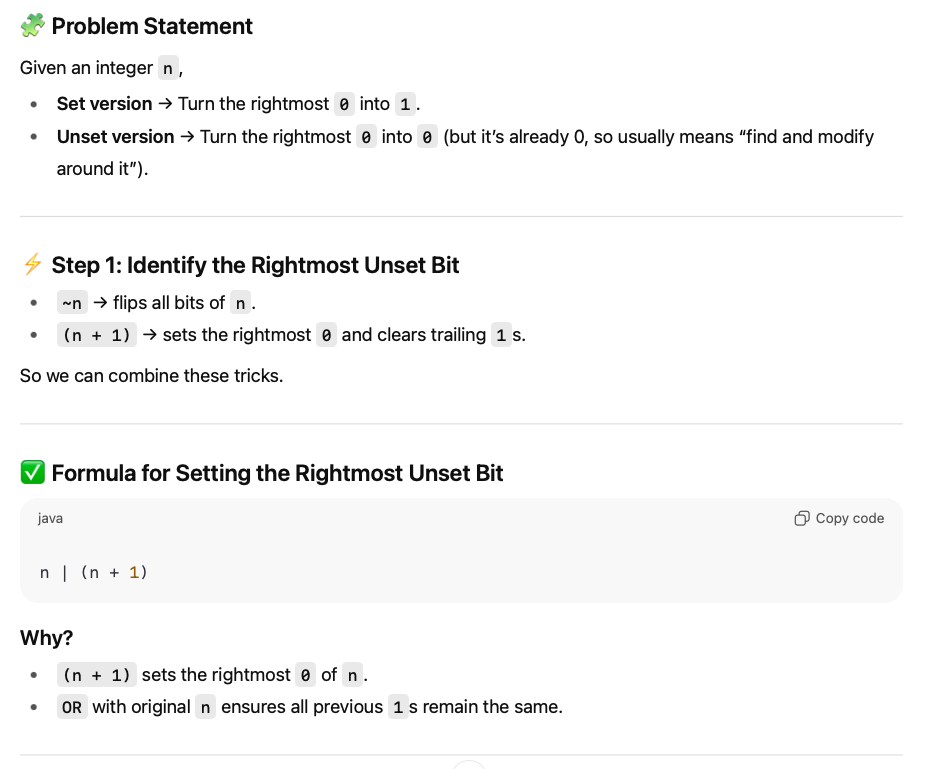 🧩 Problem Statement
Given an integer n,
• Set version → Turn the rightmost 0 into 1.
• Unset version → Turn the rightmost 0 into 0 (but it’s already 0, so usually means “find and modify
around it”).
⚡ Step 1: Identify the Rightmost Unset Bit
• ~n → flips all bits of n.
• (n + 1) → sets the rightmost 0 and clears trailing 1s.
So we can combine these tricks.
✅ Formula for Setting the Rightmost Unset Bit
java Copy code
n | (n + 1)
Why?
• (n + 1) sets the rightmost 0 of n.
• OR with original n ensures all previous 1s remain the same.